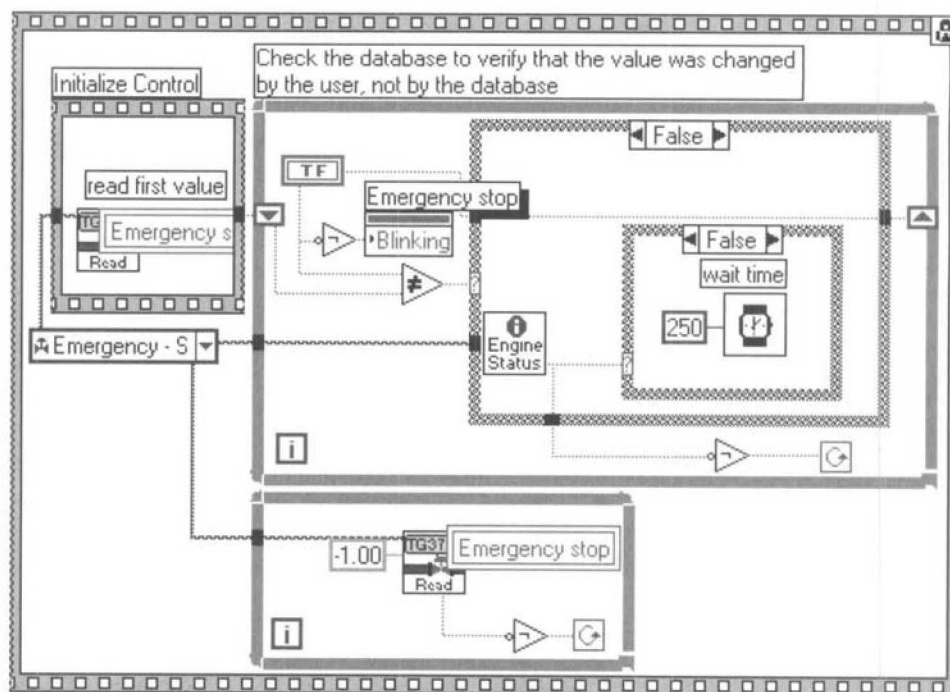 Check the database to verify that the value was changed
by the user, not by the database
Initialize Control
False
TF
read first value
Emergency stop
TG
Emergency s
Blinking
False
Read
wait time
Emergency - S
250
Engine
Status
i
TG37
-1.00
Emergency stop
Read
i